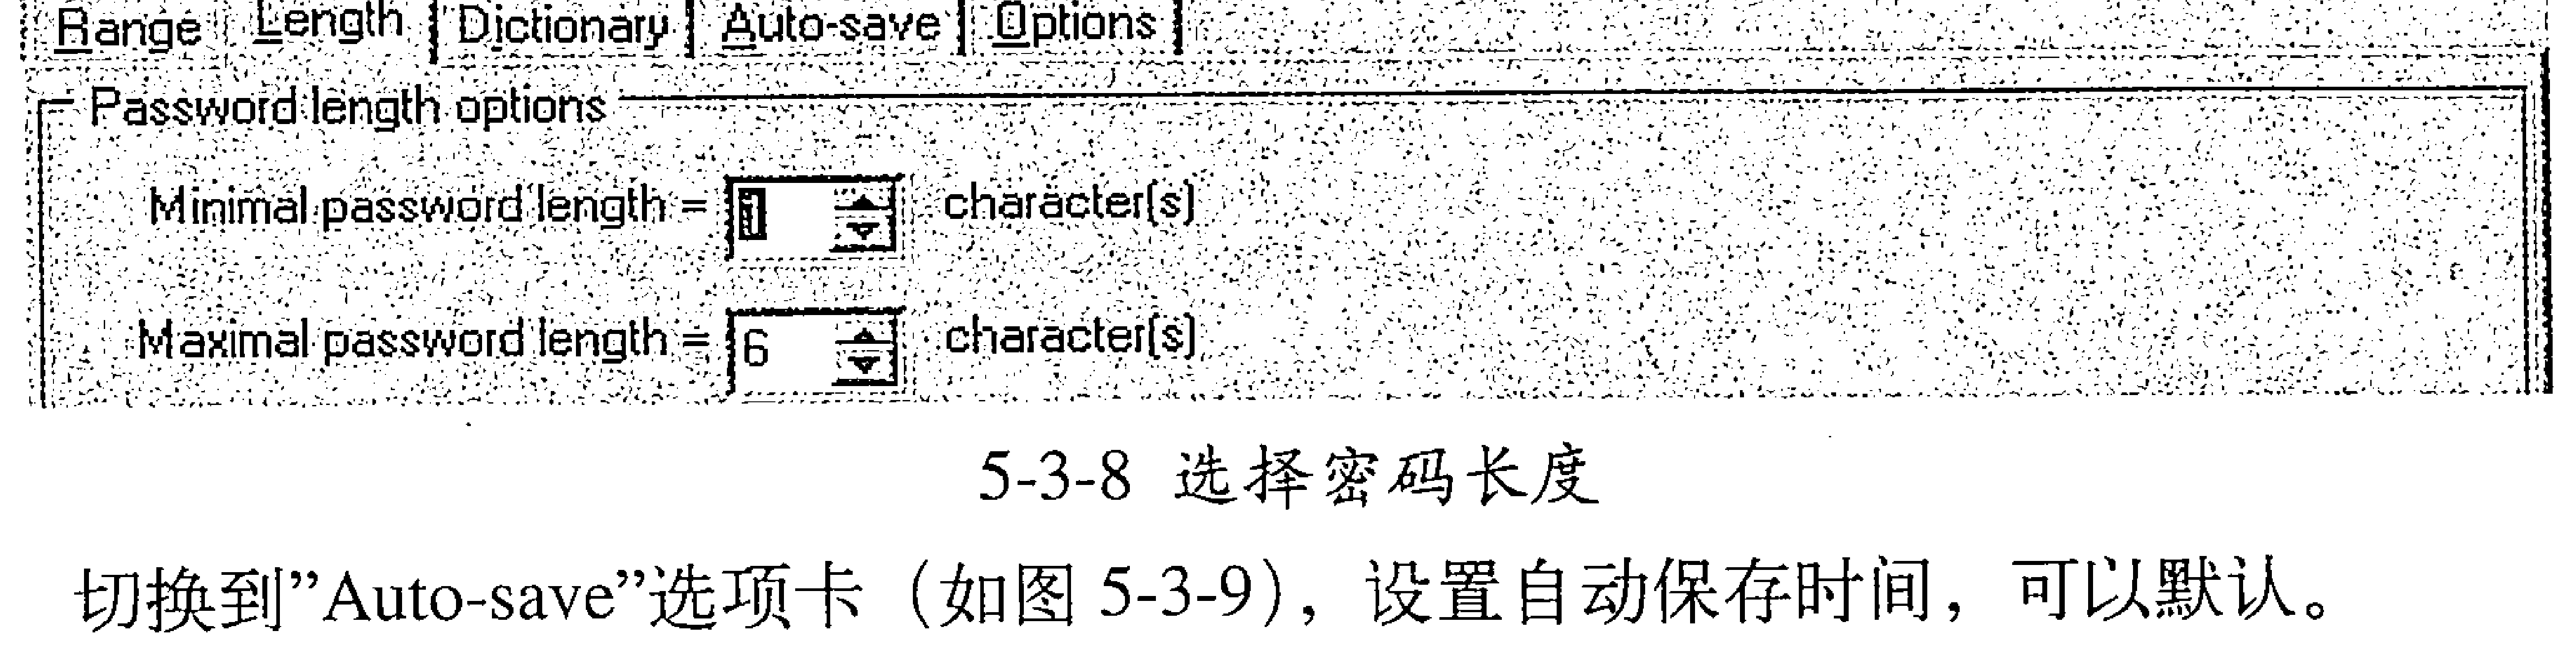 Range Length Dictionary Auto-save Options
Password length options
Minimal password length = 1 character(s)
Maximal password length = 6 character(s)
5-3-8 选择密码长度
切换到”Auto-save”选项卡（如图 5-3-9），设置自动保存时间，可以默认。